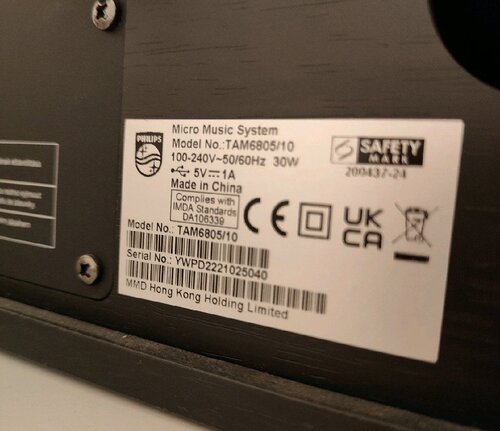 PHILIPS
Micro Music System
Model No.:TAM6805/10
100-240V~50/60Hz 30W
5V⎓1A
Made in China
Complies with
IMDA Standards
DA106339
SAFETY
MARK
200437-24
CE
UK
CA
Model No.: TAM6805/10
Serial No.: YWPD2221025040
MMD Hong Kong Holding Limited